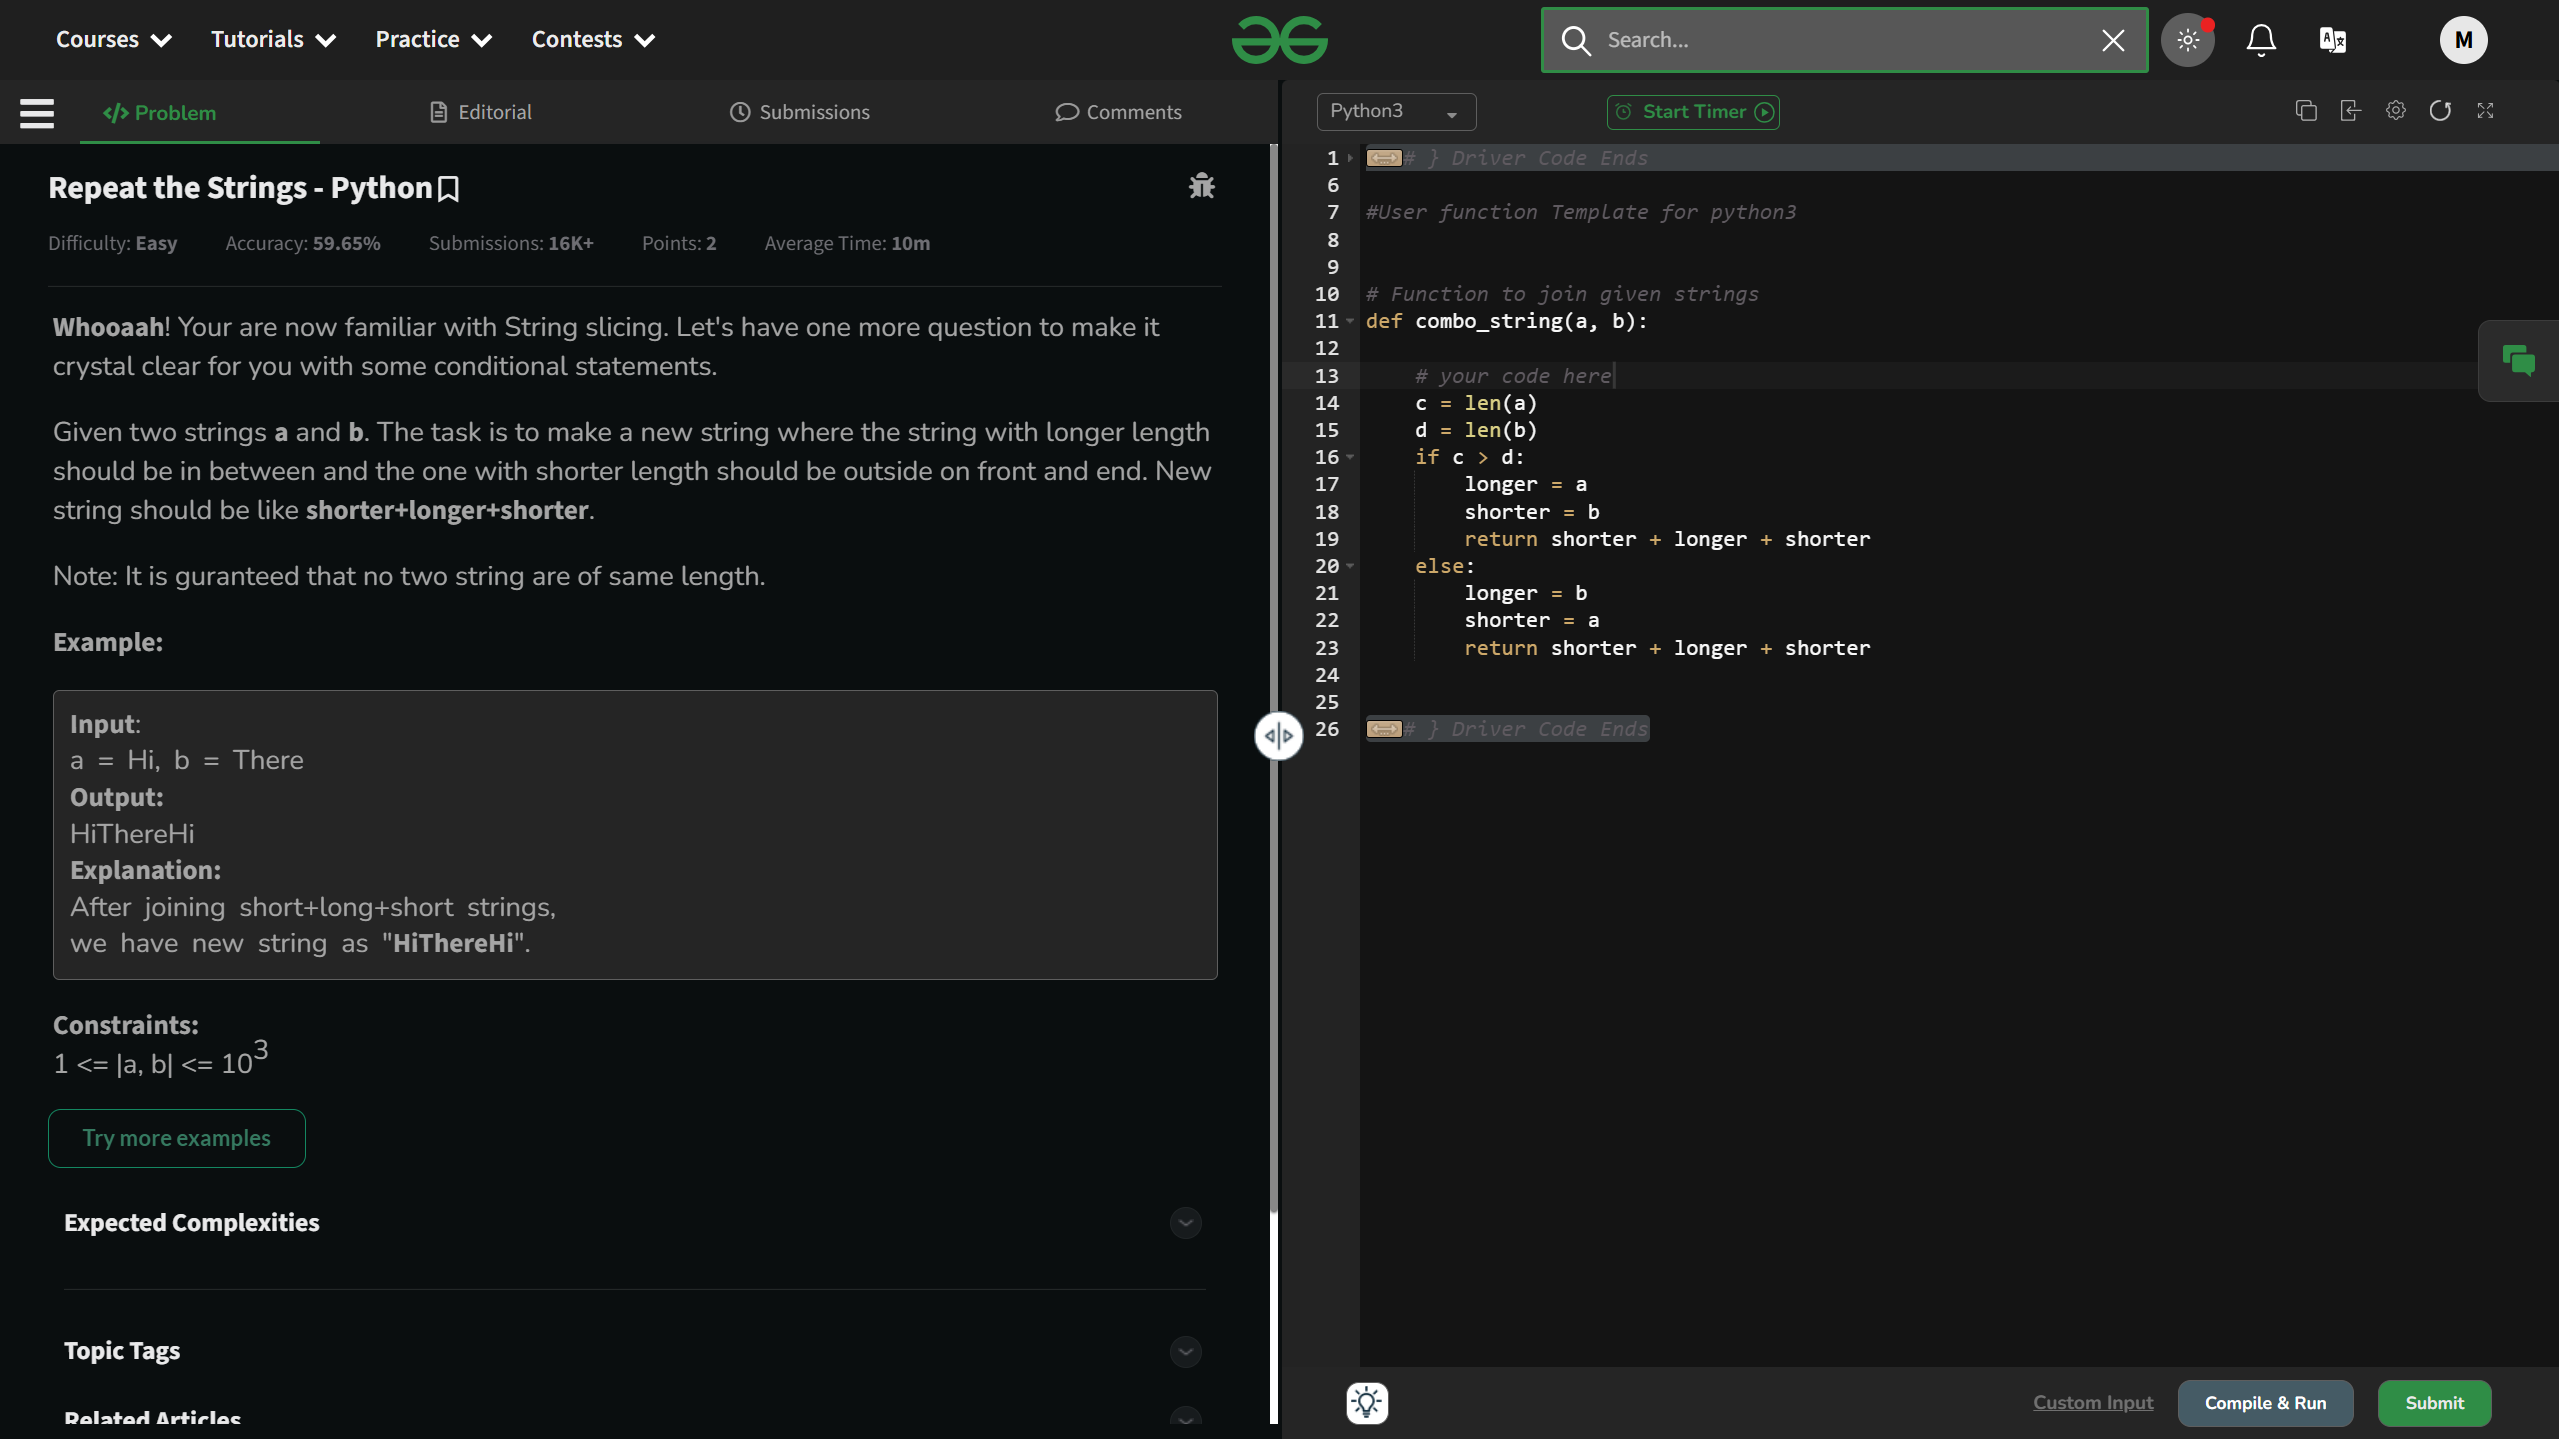 Courses Tutorials Practice Contests
Search...
M
</> Problem Editorial Submissions Comments
Python3 Start Timer
Repeat the Strings - Python
Difficulty: Easy Accuracy: 59.65% Submissions: 16K+ Points: 2 Average Time: 10m
Whooaah! Your are now familiar with String slicing. Let's have one more question to make it
crystal clear for you with some conditional statements.
Given two strings a and b. The task is to make a new string where the string with longer length
should be in between and the one with shorter length should be outside on front and end. New
string should be like shorter+longer+shorter.
Note: It is guranteed that no two string are of same length.
Example:
Input:
a = Hi, b = There
Output:
HiThereHi
Explanation:
After joining short+long+short strings,
we have new string as "HiThereHi".
Constraints:
1 <= |a, b| <= 10^3
Try more examples
Expected Complexities
Topic Tags
Related Articles
1 # } Driver Code Ends
6
7 #User function Template for python3
8
9
10 # Function to join given strings
11 def combo_string(a, b):
12
13     # your code here
14     c = len(a)
15     d = len(b)
16     if c > d:
17         longer = a
18         shorter = b
19         return shorter + longer + shorter
20     else:
21         longer = b
22         shorter = a
23         return shorter + longer + shorter
24
25
26 # } Driver Code Ends
Custom Input Compile & Run Submit